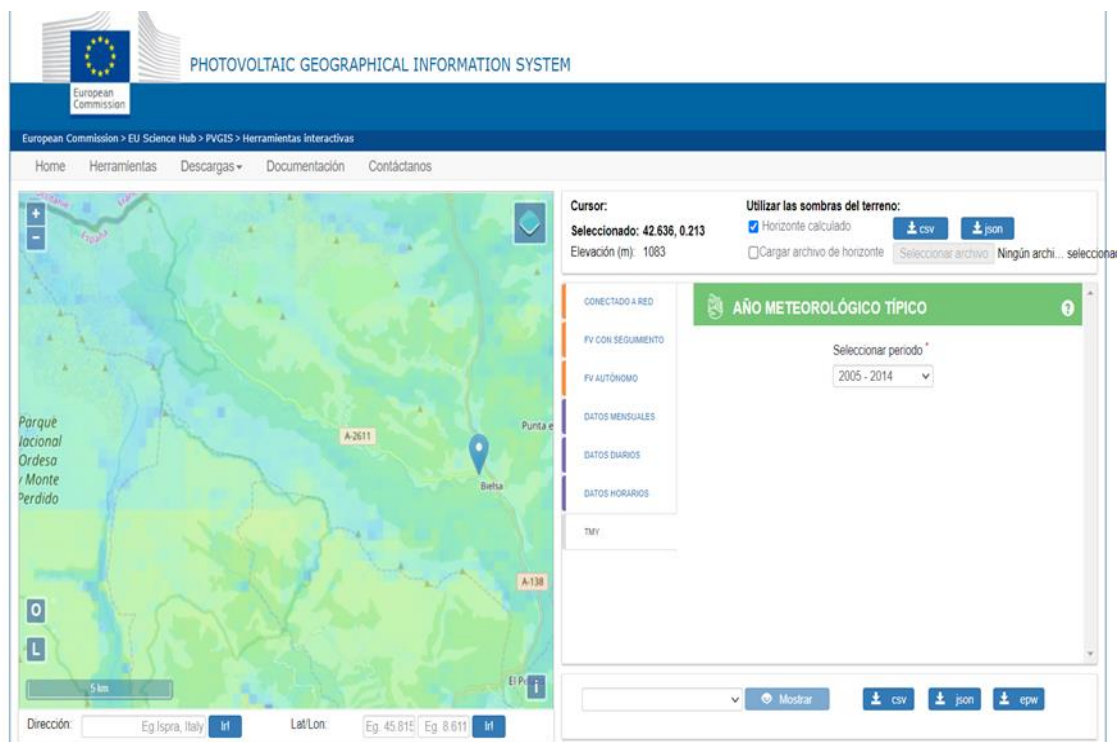 European
Commission
PHOTOVOLTAIC GEOGRAPHICAL INFORMATION SYSTEM
European Commission > EU Science Hub > PVGIS > Herramientas interactivas
Home Herramientas Descargas Documentación Contáctanos
+
-
España
Parque
Nacional
Ordesa
y Monte
Perdido
A-2611
Punta e
Bielsa
A-138
O
L
5 km
i
Dirección: Eg.Ispra, Italy Ir! Lat/Lon: Eg. 45.815 Eg. 8.611 Ir!
Cursor:
Seleccionado: 42.636, 0.213
Elevación (m): 1083
Utilizar las sombras del terreno:
Horizonte calculado csv json
Cargar archivo de horizonte Seleccionar archivo Ningún archi... seleccionar
CONECTADO A RED
FV CON SEGUIMIENTO
FV AUTÓNOMO
DATOS MENSUALES
DATOS DIARIOS
DATOS HORARIOS
TMY
AÑO METEOROLÓGICO TÍPICO ?
Seleccionar periodo *
2005 - 2014
Mostrar csv json epw